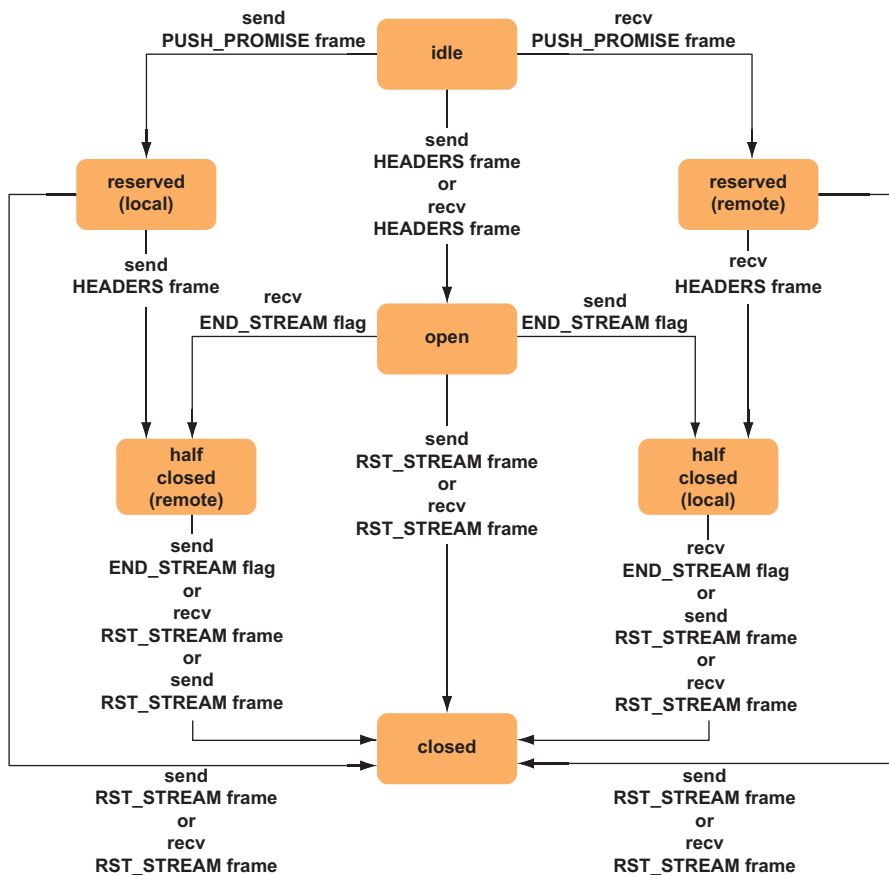 send
PUSH_PROMISE frame
idle
recv
PUSH_PROMISE frame
send
HEADERS frame
or
recv
HEADERS frame
reserved
(local)
reserved
(remote)
send
HEADERS frame
recv
HEADERS frame
recv
END_STREAM flag
open
send
END_STREAM flag
half
closed
(remote)
send
RST_STREAM frame
or
recv
RST_STREAM frame
half
closed
(local)
send
END_STREAM flag
or
recv
RST_STREAM frame
or
send
RST_STREAM frame
recv
END_STREAM flag
or
send
RST_STREAM frame
or
recv
RST_STREAM frame
closed
send
RST_STREAM frame
or
recv
RST_STREAM frame
send
RST_STREAM frame
or
recv
RST_STREAM frame